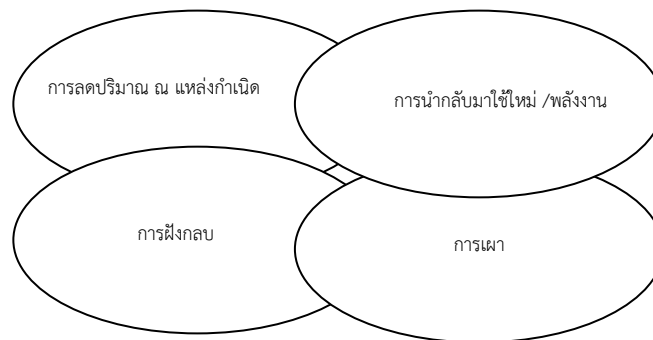 การลดปริมาณ ณ แหล่งกำเนิด
การนำกลับมาใช้ใหม่ /พลังงาน
การฝังกลบ
การเผา